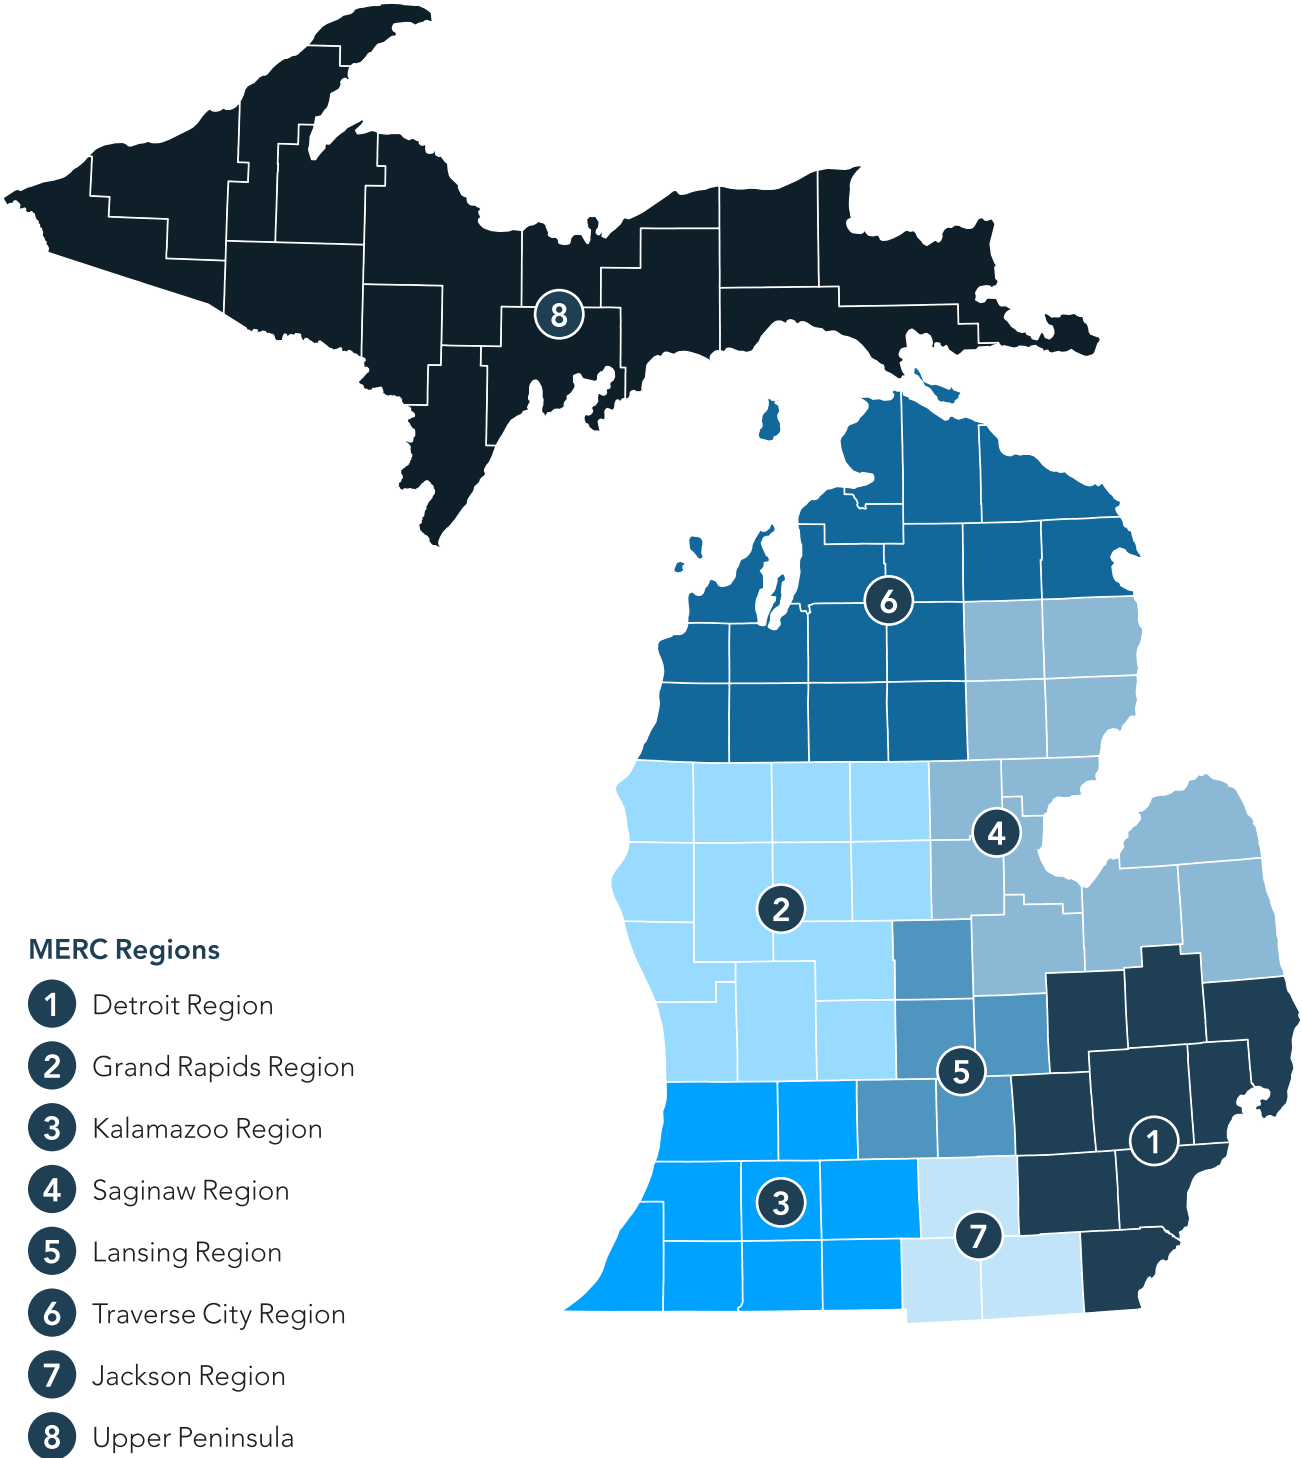 8
6
4
2
5
1
3
7
MERC Regions
1 Detroit Region
2 Grand Rapids Region
3 Kalamazoo Region
4 Saginaw Region
5 Lansing Region
6 Traverse City Region
7 Jackson Region
8 Upper Peninsula